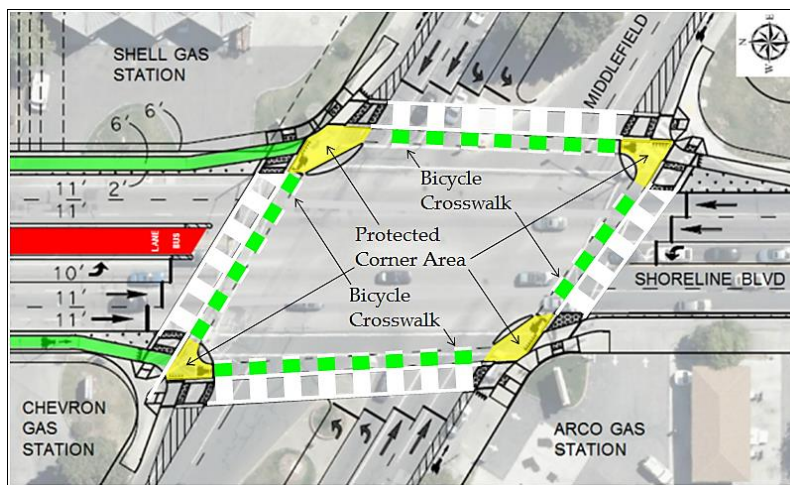 SHELL GAS
STATION
MIDDLEFIELD
E
N
S
W
6'
6'
11'
2'
11'
Bicycle
Crosswalk
Protected
Corner Area
LANE
BUS
10'
11'
11'
Bicycle
Crosswalk
SHORELINE BLVD
CHEVRON
GAS
STATION
ARCO GAS
STATION